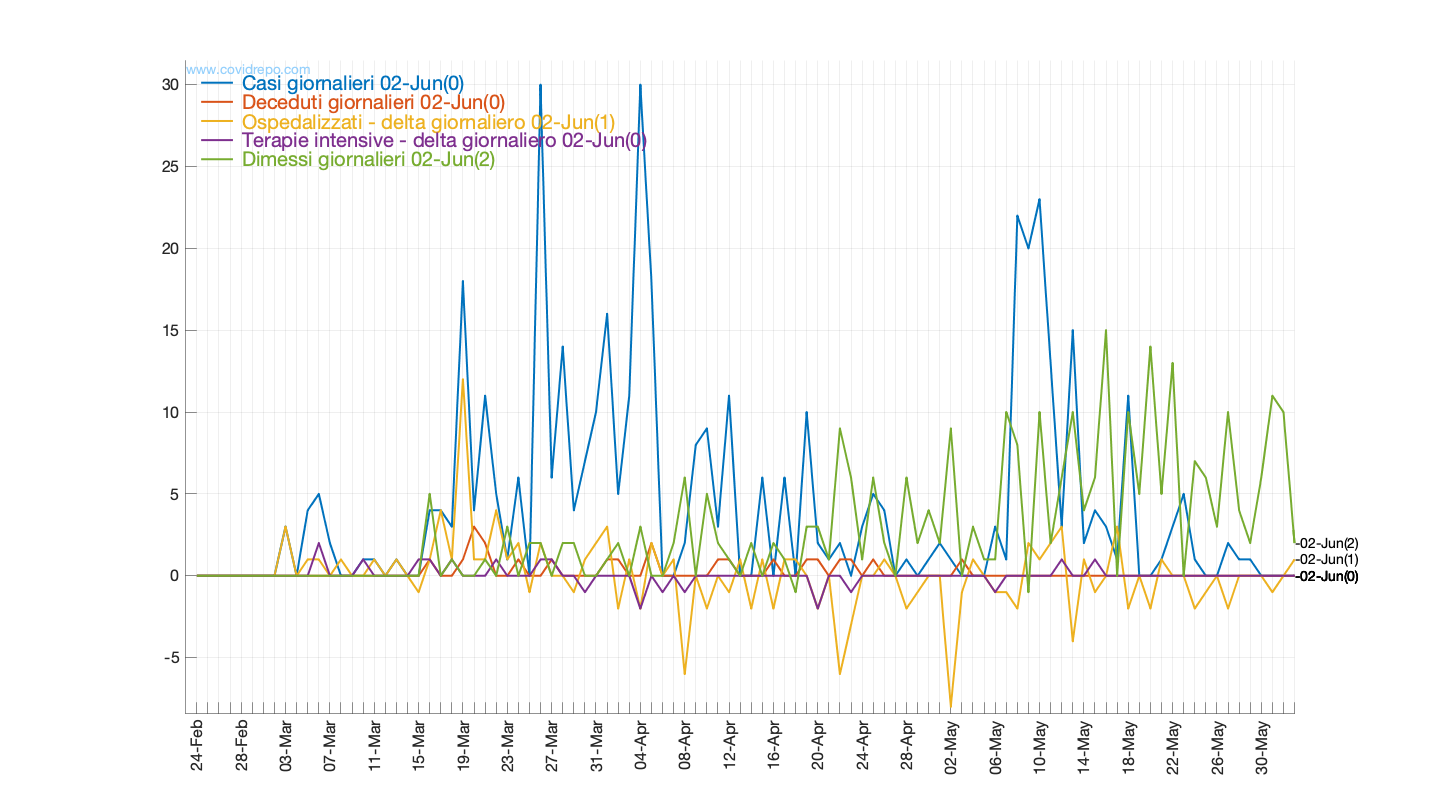 www.covidrepo.com
Casi giornalieri 02-Jun(0)
Deceduti giornalieri 02-Jun(0)
Ospedalizzati - delta giornaliero 02-Jun(1)
Terapie intensive - delta giornaliero 02-Jun(0)
Dimessi giornalieri 02-Jun(2)
30
25
20
15
10
5
0
-5
-02-Jun(2)
-02-Jun(1)
-02-Jun(0)
24-Feb
28-Feb
03-Mar
07-Mar
11-Mar
15-Mar
19-Mar
23-Mar
27-Mar
31-Mar
04-Apr
08-Apr
12-Apr
16-Apr
20-Apr
24-Apr
28-Apr
02-May
06-May
10-May
14-May
18-May
22-May
26-May
30-May